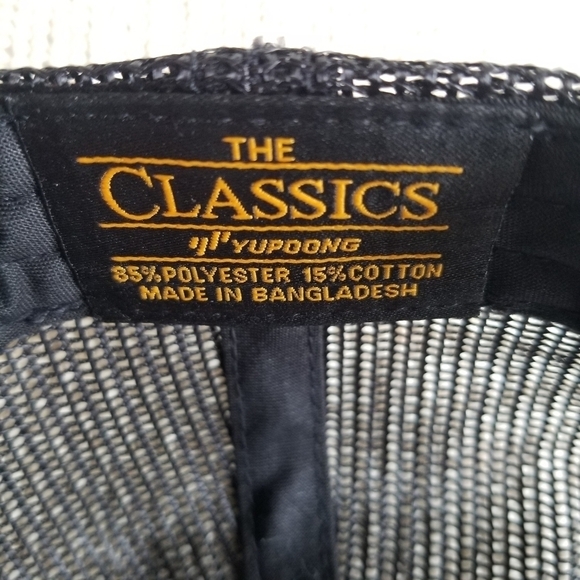 THE
CLASSICS
YUPOONG
85% POLYESTER 15% COTTON
MADE IN BANGLADESH